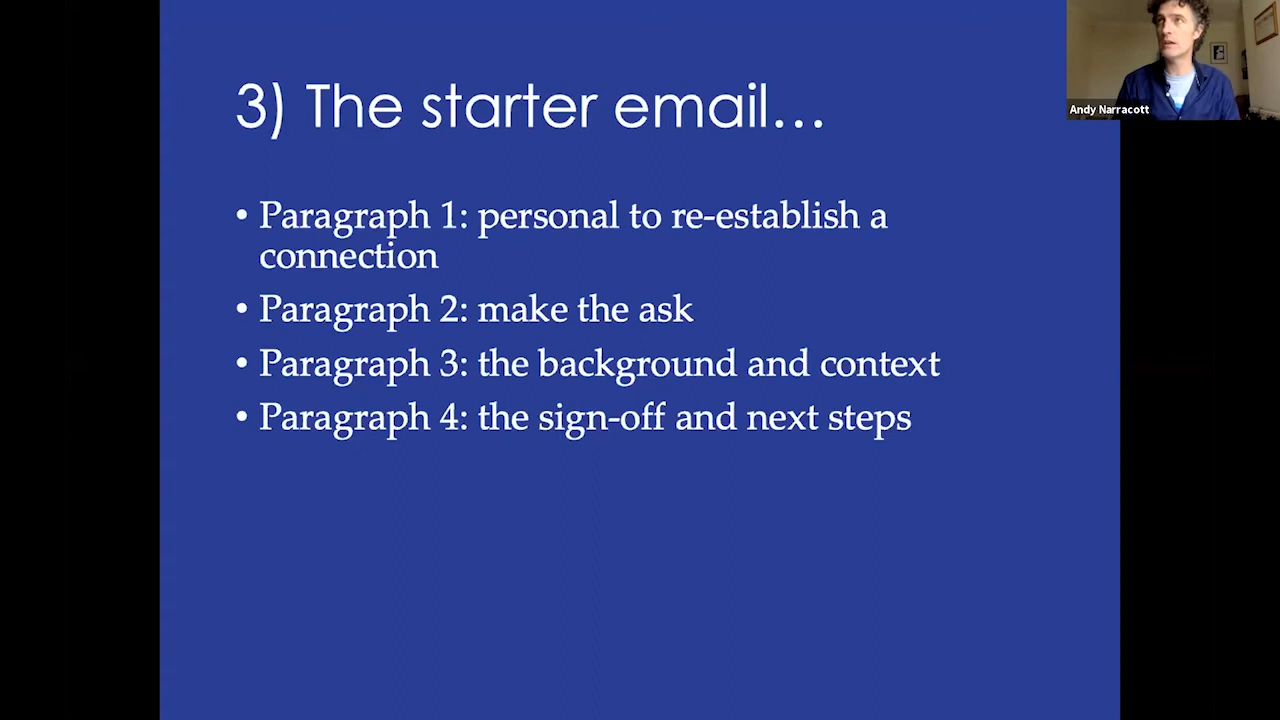 3) The starter email...
Andy Narracott
• Paragraph 1: personal to re-establish a
connection
• Paragraph 2: make the ask
• Paragraph 3: the background and context
• Paragraph 4: the sign-off and next steps